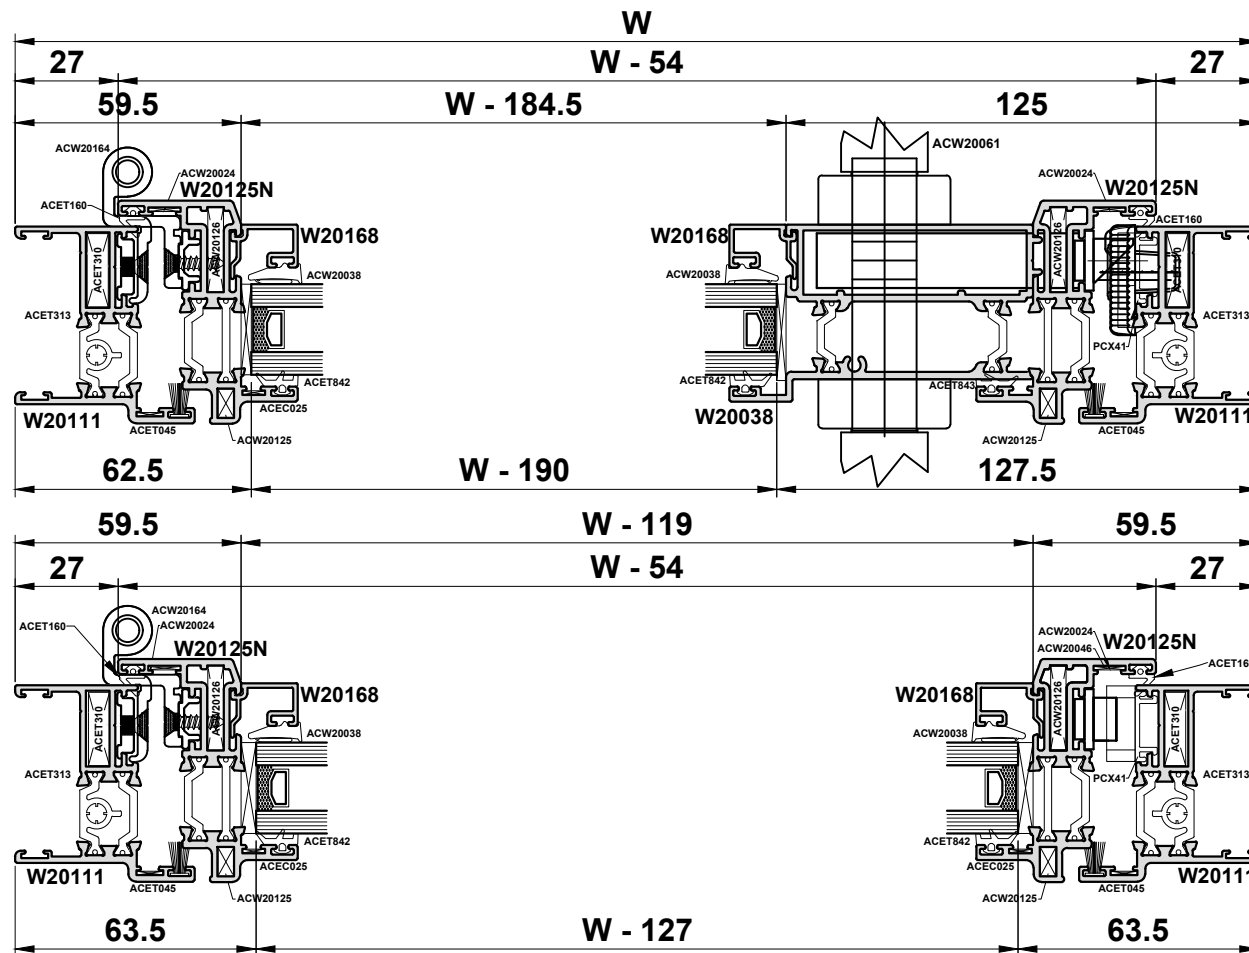 W
27 W - 54 27
59.5 W - 184.5 125
ACW20164 ACW20024 W20125N ACET160 ACW20061 ACW20024 W20125N ACET160
ACW20126 W20168 W20168 ACW20126
ACET310 ACW20038 ACW20038 ACET310
ACET313 ACET313
PCX41
ACET842 ACET842 ACET843
W20111 ACET045 ACEC025 W20038 W20111
ACW20125 ACW20125 ACET045
62.5 W - 190 127.5
59.5 W - 119 59.5
27 W - 54 27
ACET160 ACW20164 ACW20024 W20125N ACW20024 ACW20046 W20125N ACET16
ACW20126 W20168 W20168 ACW20126
ACET310 ACW20038 ACW20038 ACET310
ACET313 PCX41 ACET313
ACET842 ACET842
W20111 ACET045 ACEC025 ACEC025 W20111
ACW20125 ACW20125 ACET045
63.5 W - 127 63.5